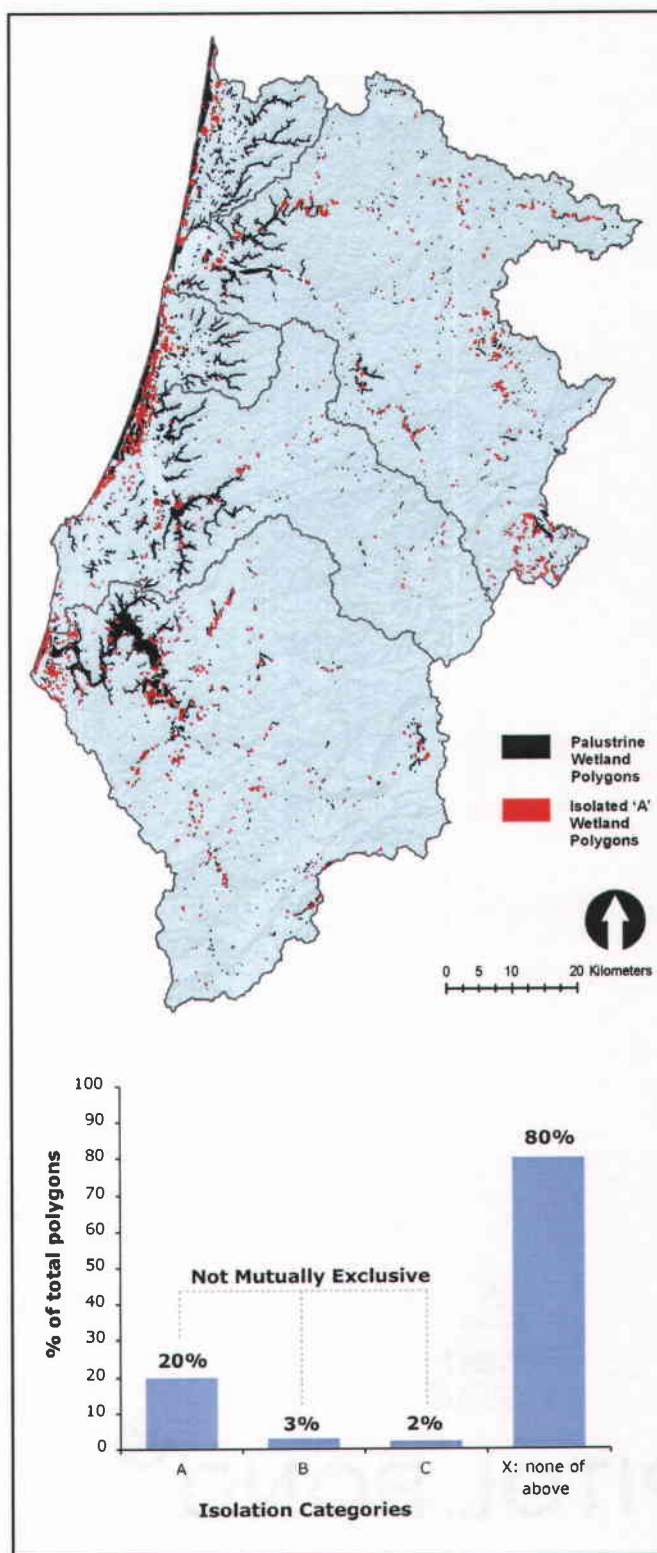 Palustrine
Wetland
Polygons
Isolated 'A'
Wetland
Polygons
0 5 10 20 Kilometers
% of total polygons
100
90
80
70
60
50
40
30
20
10
0
80%
Not Mutually Exclusive
20%
3%
2%
A
B
C
X: none of
above
Isolation Categories